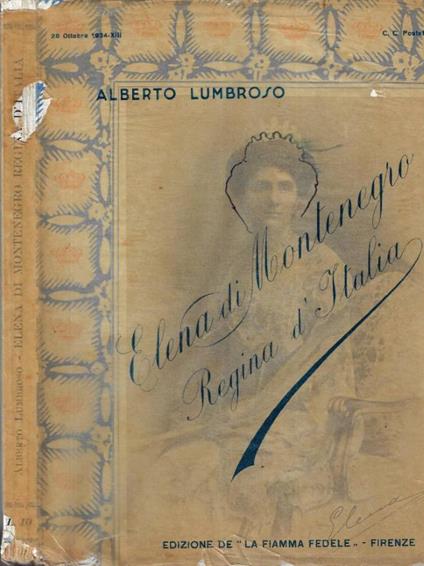 28 Ottobre 1934-XIII
C. C. Postale
ALBERTO LUMBROSO
Elena di Montenegro
Regina d'Italia
Elena
EDIZIONE DE "LA FIAMMA FEDELE" - FIRENZE
ALBERTO LUMBROSO - ELENA DI MONTENEGRO REGINA D'ITALIA
L. 10